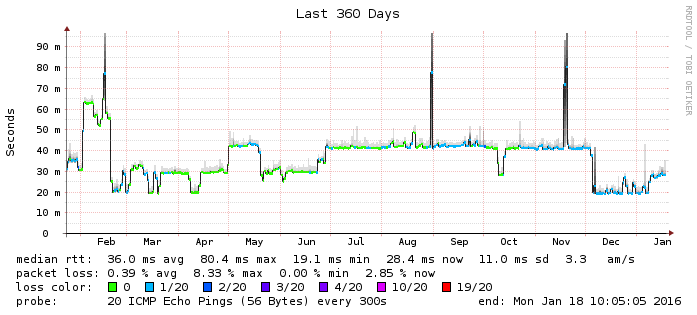 Last 360 Days
RRDTOOL / TOBI OETIKER
Seconds
90 m
80 m
70 m
60 m
50 m
40 m
30 m
20 m
10 m
0
Feb Mar Apr May Jun Jul Aug Sep Oct Nov Dec Jan
median rtt: 36.0 ms avg 80.4 ms max 19.1 ms min 28.4 ms now 11.0 ms sd 3.3 am/s
packet loss: 0.39 % avg 8.33 % max 0.00 % min 2.85 % now
loss color: 0 1/20 2/20 3/20 4/20 10/20 19/20
probe: 20 ICMP Echo Pings (56 Bytes) every 300s end: Mon Jan 18 10:05:05 2016